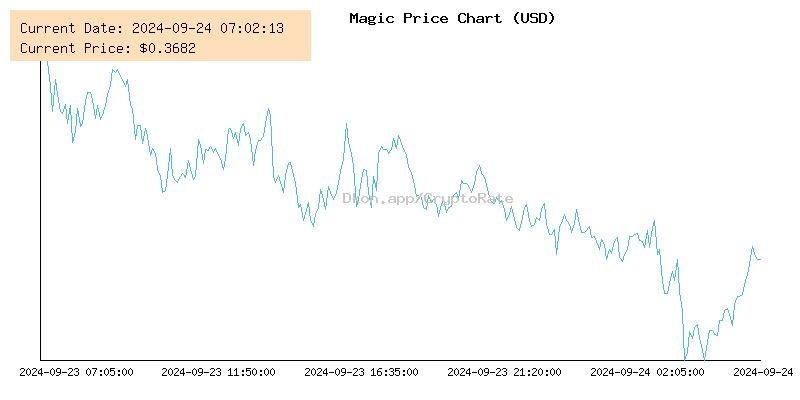 Magic Price Chart (USD)
Current Date: 2024-09-24 07:02:13
Current Price: $0.3682
Dhon.app/CryptoRate
2024-09-23 07:05:00 2024-09-23 11:50:00 2024-09-23 16:35:00 2024-09-23 21:20:00 2024-09-24 02:05:00 2024-09-24